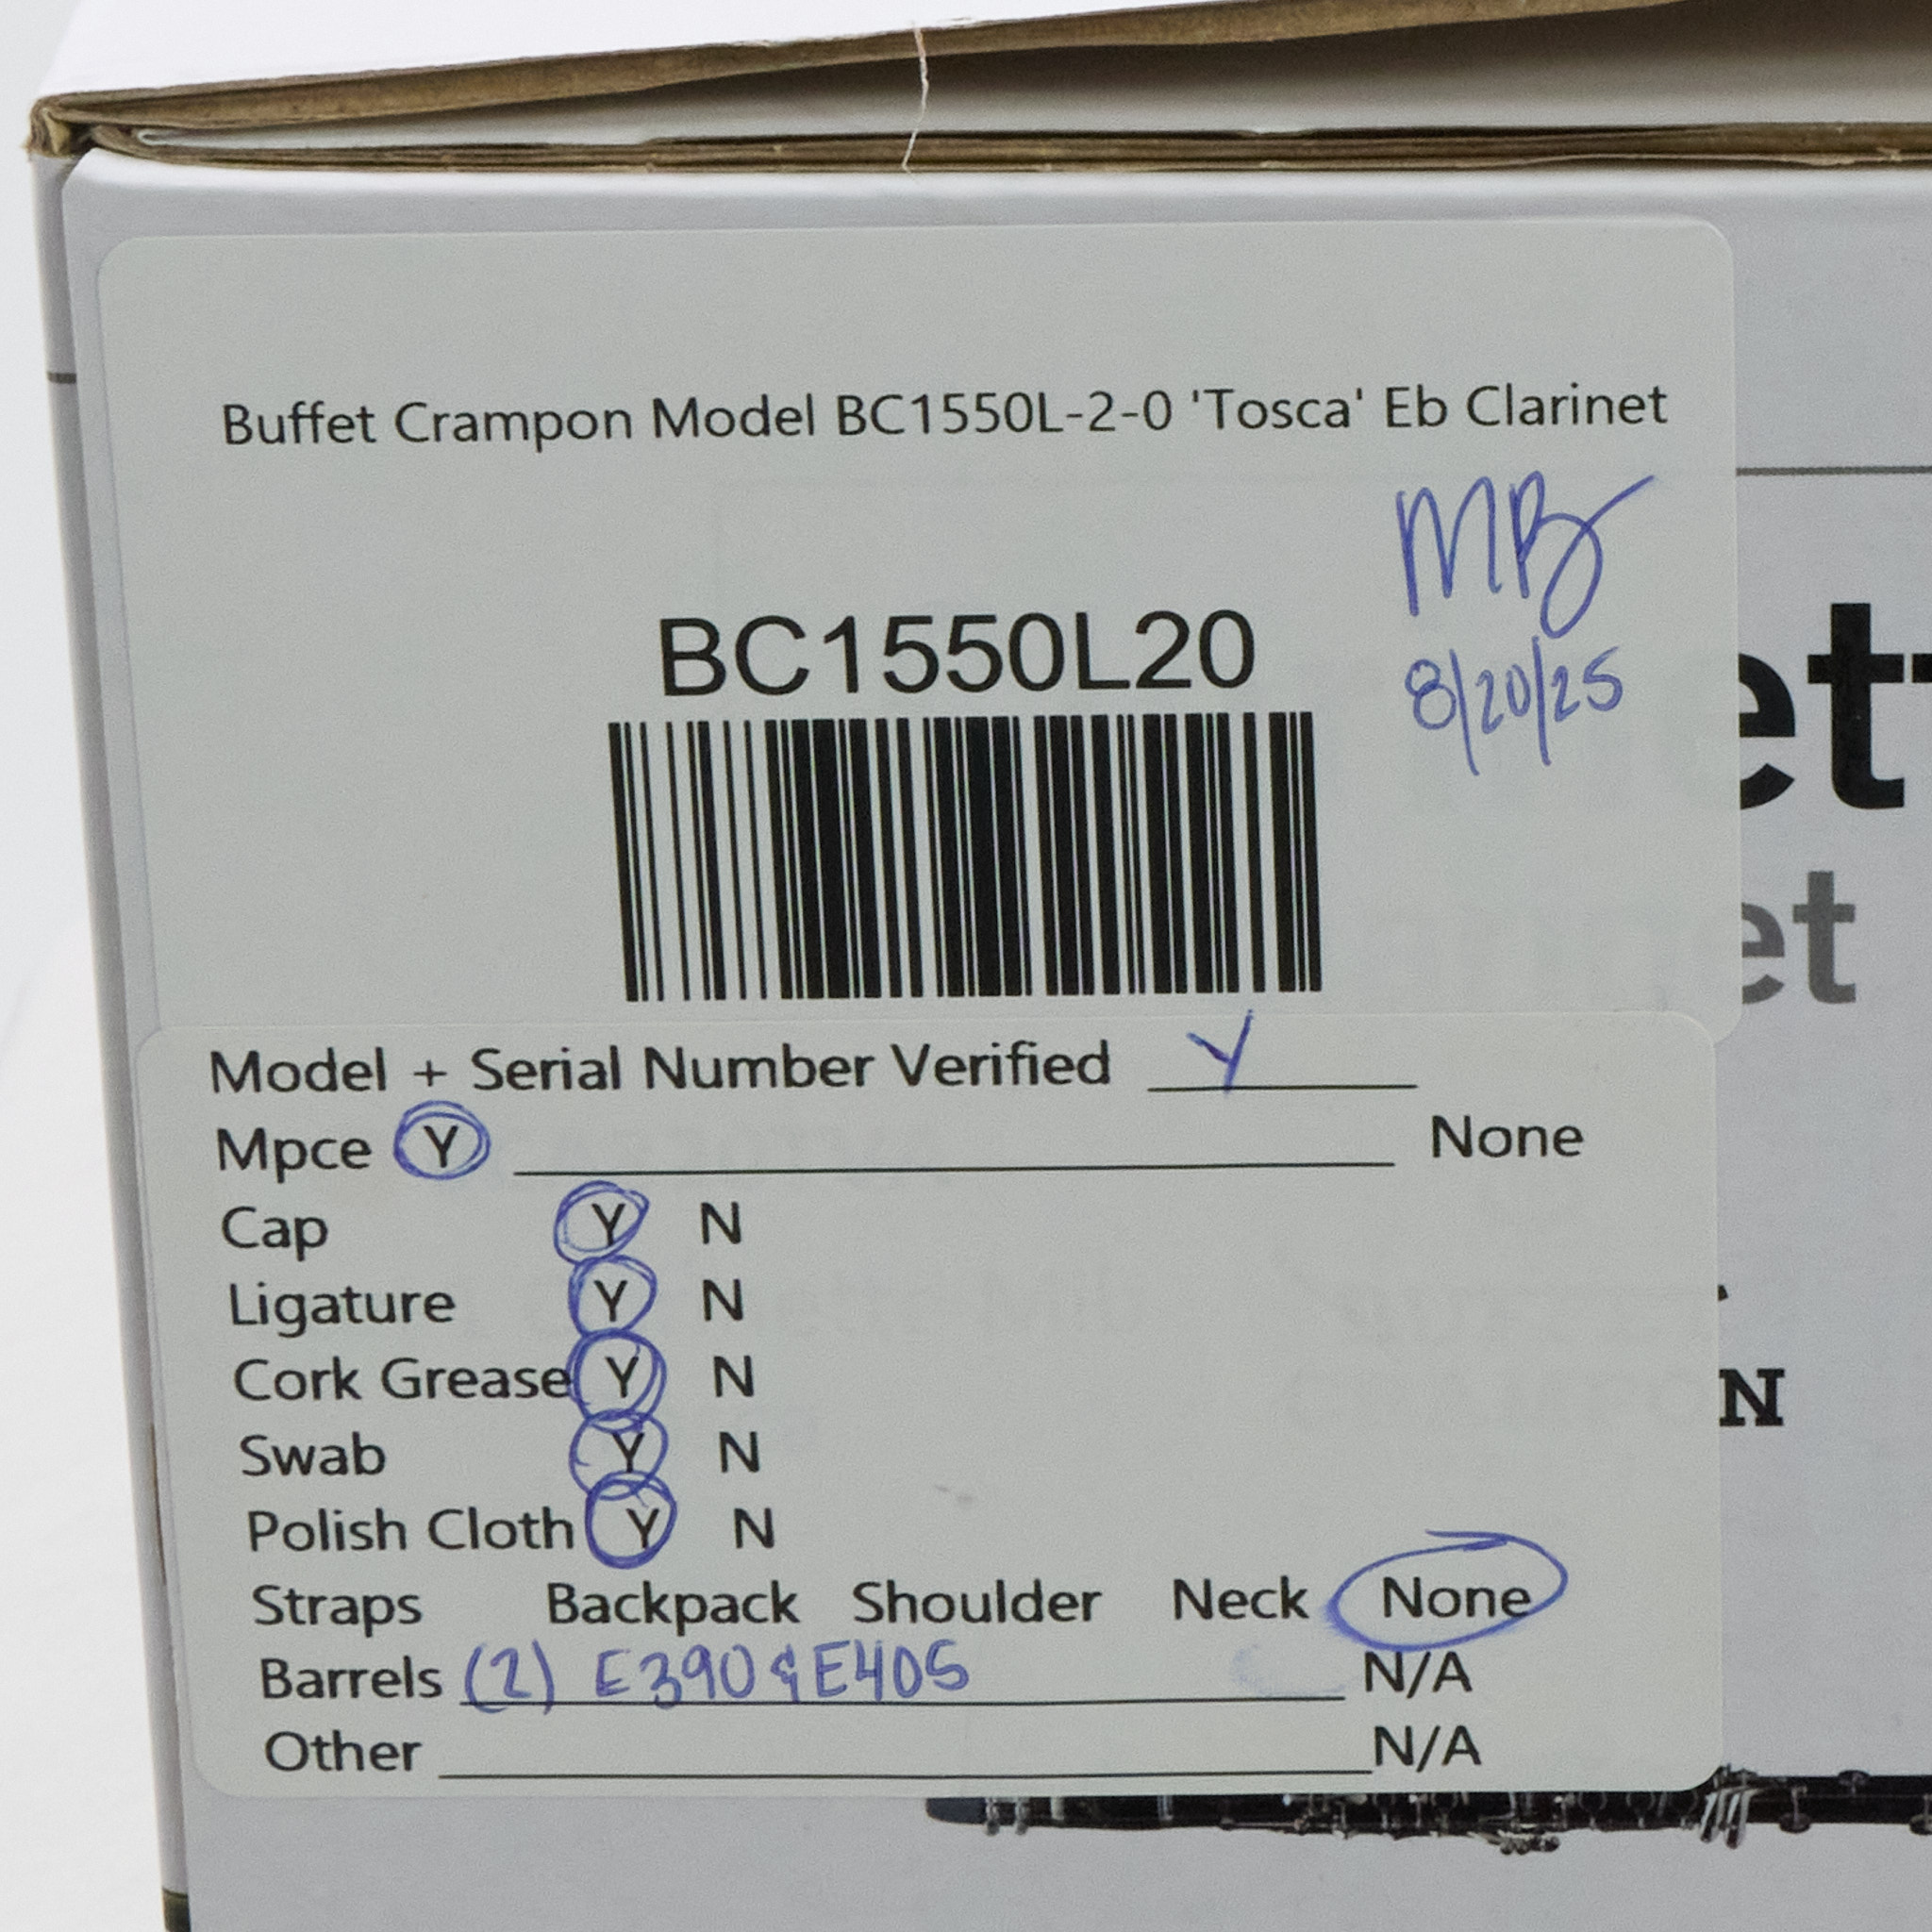 Buffet Crampon Model BC1550L-2-0 'Tosca' Eb Clarinet
MB
8/20/25
BC1550L20
Model + Serial Number Verified Y
Mpce Y None
Cap Y N
Ligature Y N
Cork Grease Y N
Swab Y N
Polish Cloth Y N
Straps Backpack Shoulder Neck None
Barrels (2) E390 & E405 N/A
Other N/A